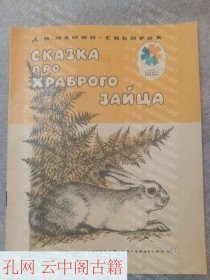 Д. Н. МАМИН-СИБИРЯК
СКАЗКА
ПРО
ХРАБРОГО
ЗАЙЦА
孔网 云中阁古籍